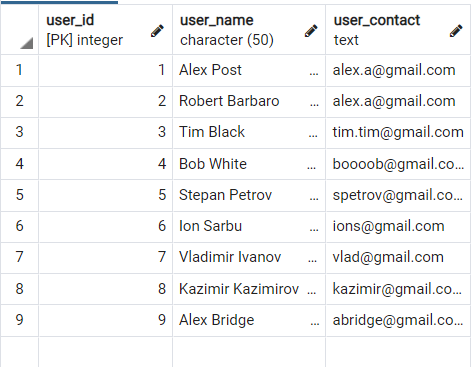 user_id user_name user_contact
[PK] integer character (50) text
1 1 Alex Post ... alex.a@gmail.com
2 2 Robert Barbaro ... alex.a@gmail.com
3 3 Tim Black ... tim.tim@gmail.com
4 4 Bob White ... boooob@gmail.co...
5 5 Stepan Petrov ... spetrov@gmail.co...
6 6 Ion Sarbu ... ions@gmail.com
7 7 Vladimir Ivanov ... vlad@gmail.com
8 8 Kazimir Kazimirov ... kazimir@gmail.co...
9 9 Alex Bridge ... abridge@gmail.co...